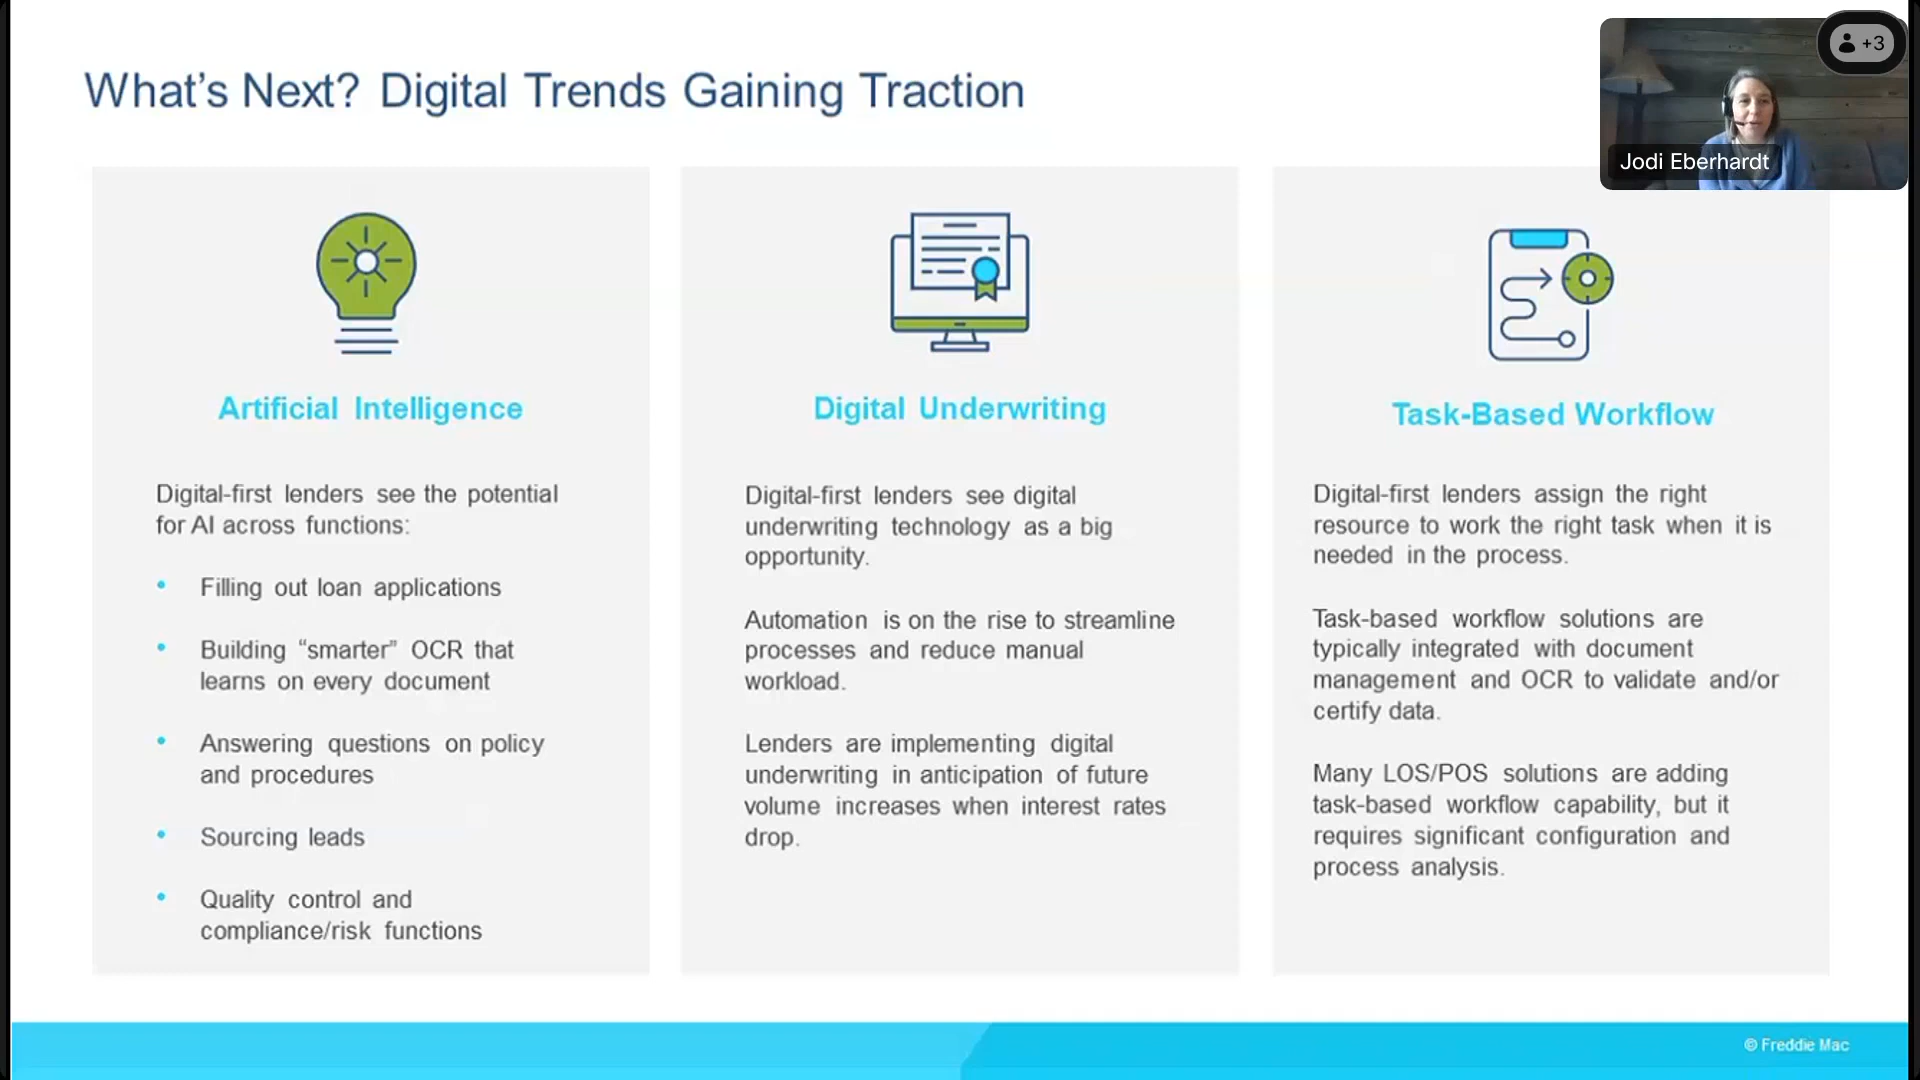 What's Next? Digital Trends Gaining Traction
+3
Jodi Eberhardt
Artificial Intelligence
Digital-first lenders see the potential
for AI across functions:
• Filling out loan applications
• Building “smarter” OCR that
learns on every document
• Answering questions on policy
and procedures
• Sourcing leads
• Quality control and
compliance/risk functions
Digital Underwriting
Digital-first lenders see digital
underwriting technology as a big
opportunity.
Automation is on the rise to streamline
processes and reduce manual
workload.
Lenders are implementing digital
underwriting in anticipation of future
volume increases when interest rates
drop.
Task-Based Workflow
Digital-first lenders assign the right
resource to work the right task when it is
needed in the process.
Task-based workflow solutions are
typically integrated with document
management and OCR to validate and/or
certify data.
Many LOS/POS solutions are adding
task-based workflow capability, but it
requires significant configuration and
process analysis.
© Freddie Mac